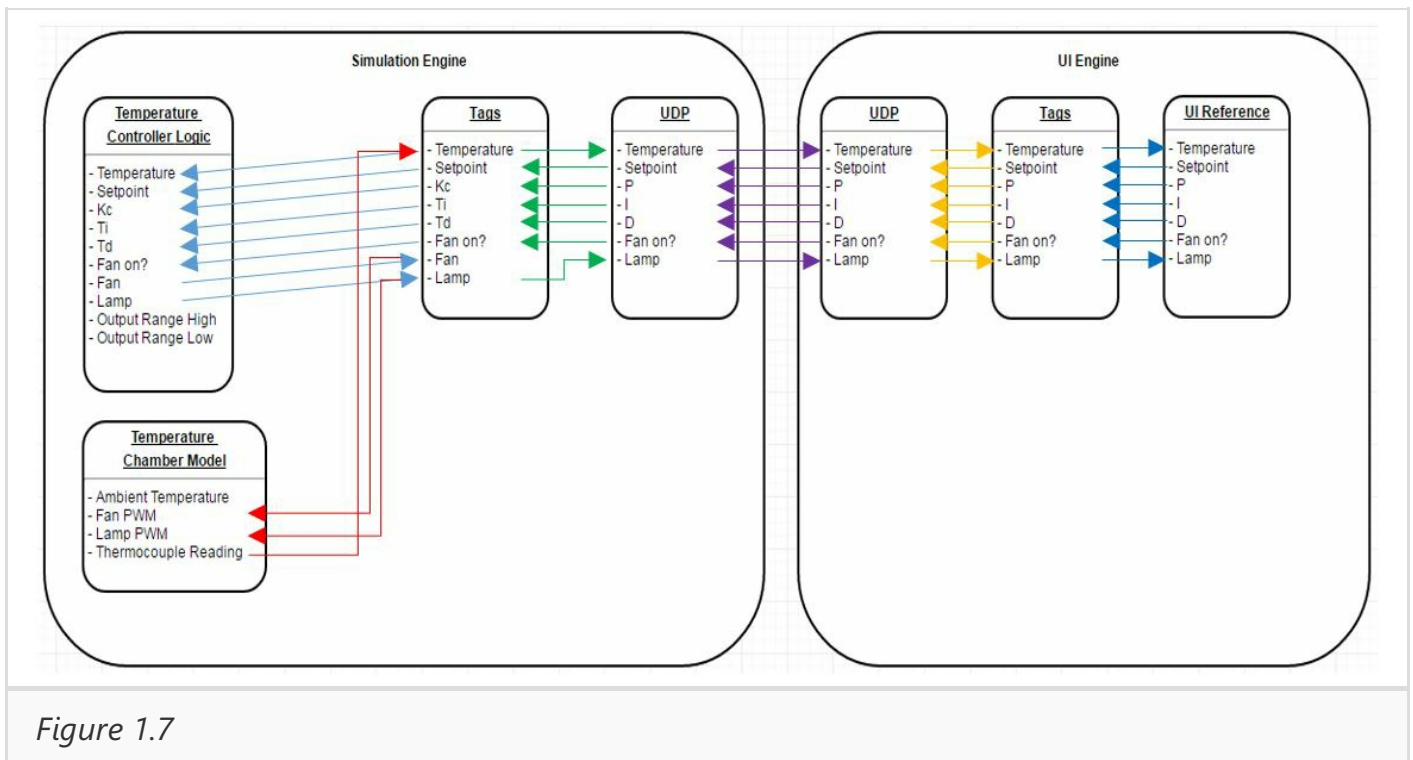 Simulation Engine
Temperature
Controller Logic
- Temperature
- Setpoint
- Kc
- Ti
- Td
- Fan on?
- Fan
- Lamp
- Output Range High
- Output Range Low
Temperature
Chamber Model
- Ambient Temperature
- Fan PWM
- Lamp PWM
- Thermocouple Reading
Tags
- Temperature
- Setpoint
- Kc
- Ti
- Td
- Fan on?
- Fan
- Lamp
UDP
- Temperature
- Setpoint
- P
- I
- D
- Fan on?
- Lamp
UI Engine
UDP
- Temperature
- Setpoint
- P
- I
- D
- Fan on?
- Lamp
Tags
- Temperature
- Setpoint
- P
- I
- D
- Fan on?
- Lamp
UI Reference
- Temperature
- Setpoint
- P
- I
- D
- Fan on?
- Lamp
Figure 1.7